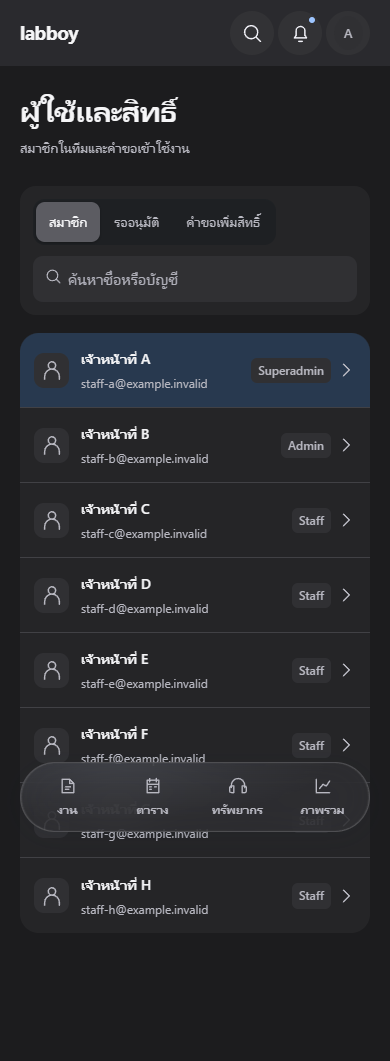 labboy
A
ผู้ใช้และสิทธิ์
สมาชิกในทีมและคำขอเข้าใช้งาน
สมาชิก
รออนุมัติ
คำขอเพิ่มสิทธิ์
ค้นหาชื่อหรือบัญชี
เจ้าหน้าที่ A
staff-a@example.invalid
Superadmin
เจ้าหน้าที่ B
staff-b@example.invalid
Admin
เจ้าหน้าที่ C
staff-c@example.invalid
Staff
เจ้าหน้าที่ D
staff-d@example.invalid
Staff
เจ้าหน้าที่ E
staff-e@example.invalid
Staff
เจ้าหน้าที่ F
staff-f@example.invalid
Staff
งาน
ตาราง
ทรัพยากร
ภาพรวม
staff-g@example.invalid
เจ้าหน้าที่ H
staff-h@example.invalid
Staff